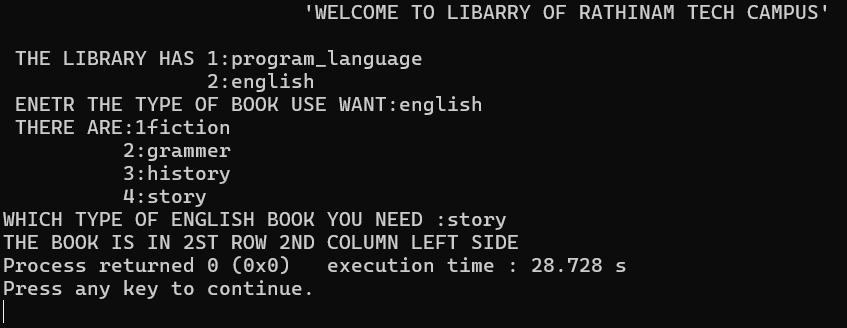 'WELCOME TO LIBARRY OF RATHINAM TECH CAMPUS'
THE LIBRARY HAS 1:program_language
2:english
ENETR THE TYPE OF BOOK USE WANT:english
THERE ARE:1fiction
2:grammer
3:history
4:story
WHICH TYPE OF ENGLISH BOOK YOU NEED :story
THE BOOK IS IN 2ST ROW 2ND COLUMN LEFT SIDE
Process returned 0 (0x0)   execution time : 28.728 s
Press any key to continue.